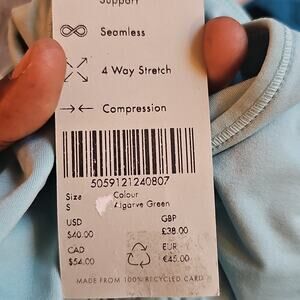 Support
Seamless
4 Way Stretch
Compression
5059121240807
Size Colour
S Algarve Green
USD GBP
$40.00 £38.00
CAD EUR
$54.00 €45.00
MADE FROM 100% RECYCLED CARD